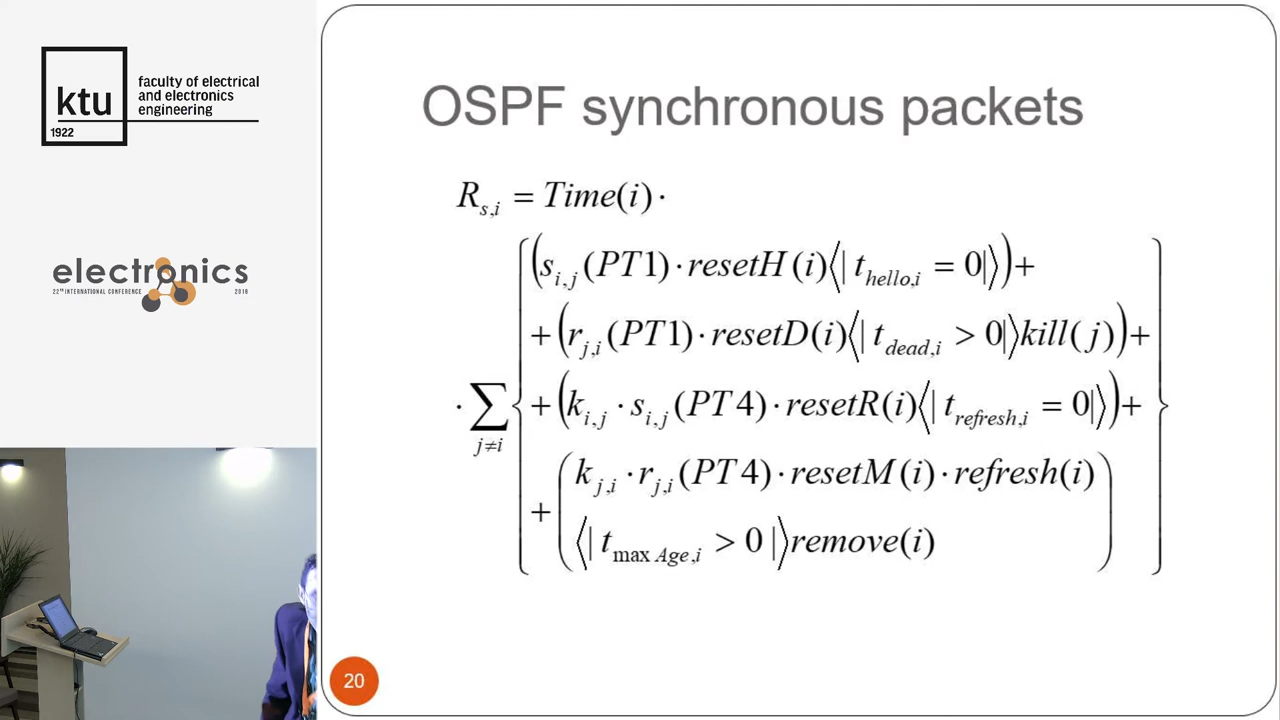 ktu
1922
faculty of electrical
and electronics
engineering
electronics
22ND INTERNATIONAL CONFERENCE 2018
OSPF synchronous packets
R_{s,i} = Time(i) ·
(s_{i,j}(PT1) · resetH(i)⟨| t_{hello,i} = 0|⟩)+
+ (r_{j,i}(PT1) · resetD(i)⟨| t_{dead,i} > 0|⟩kill(j))+
· ∑_{j≠i} { + (k_{i,j} · s_{i,j}(PT4) · resetR(i)⟨| t_{refresh,i} = 0|⟩)+ }
+ (k_{j,i} · r_{j,i}(PT4) · resetM(i) · refresh(i)
⟨| t_{max Age,i} > 0 |⟩remove(i))
20